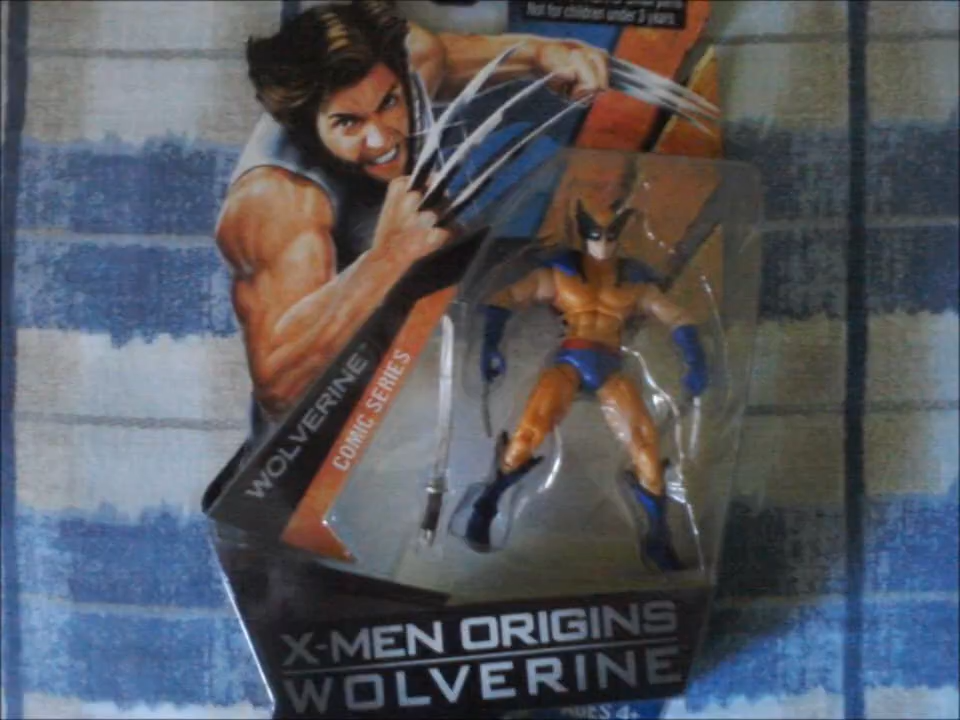 Not for children under 3 years.
WOLVERINE
COMIC SERIES
X-MEN ORIGINS
WOLVERINE
AGES 4+